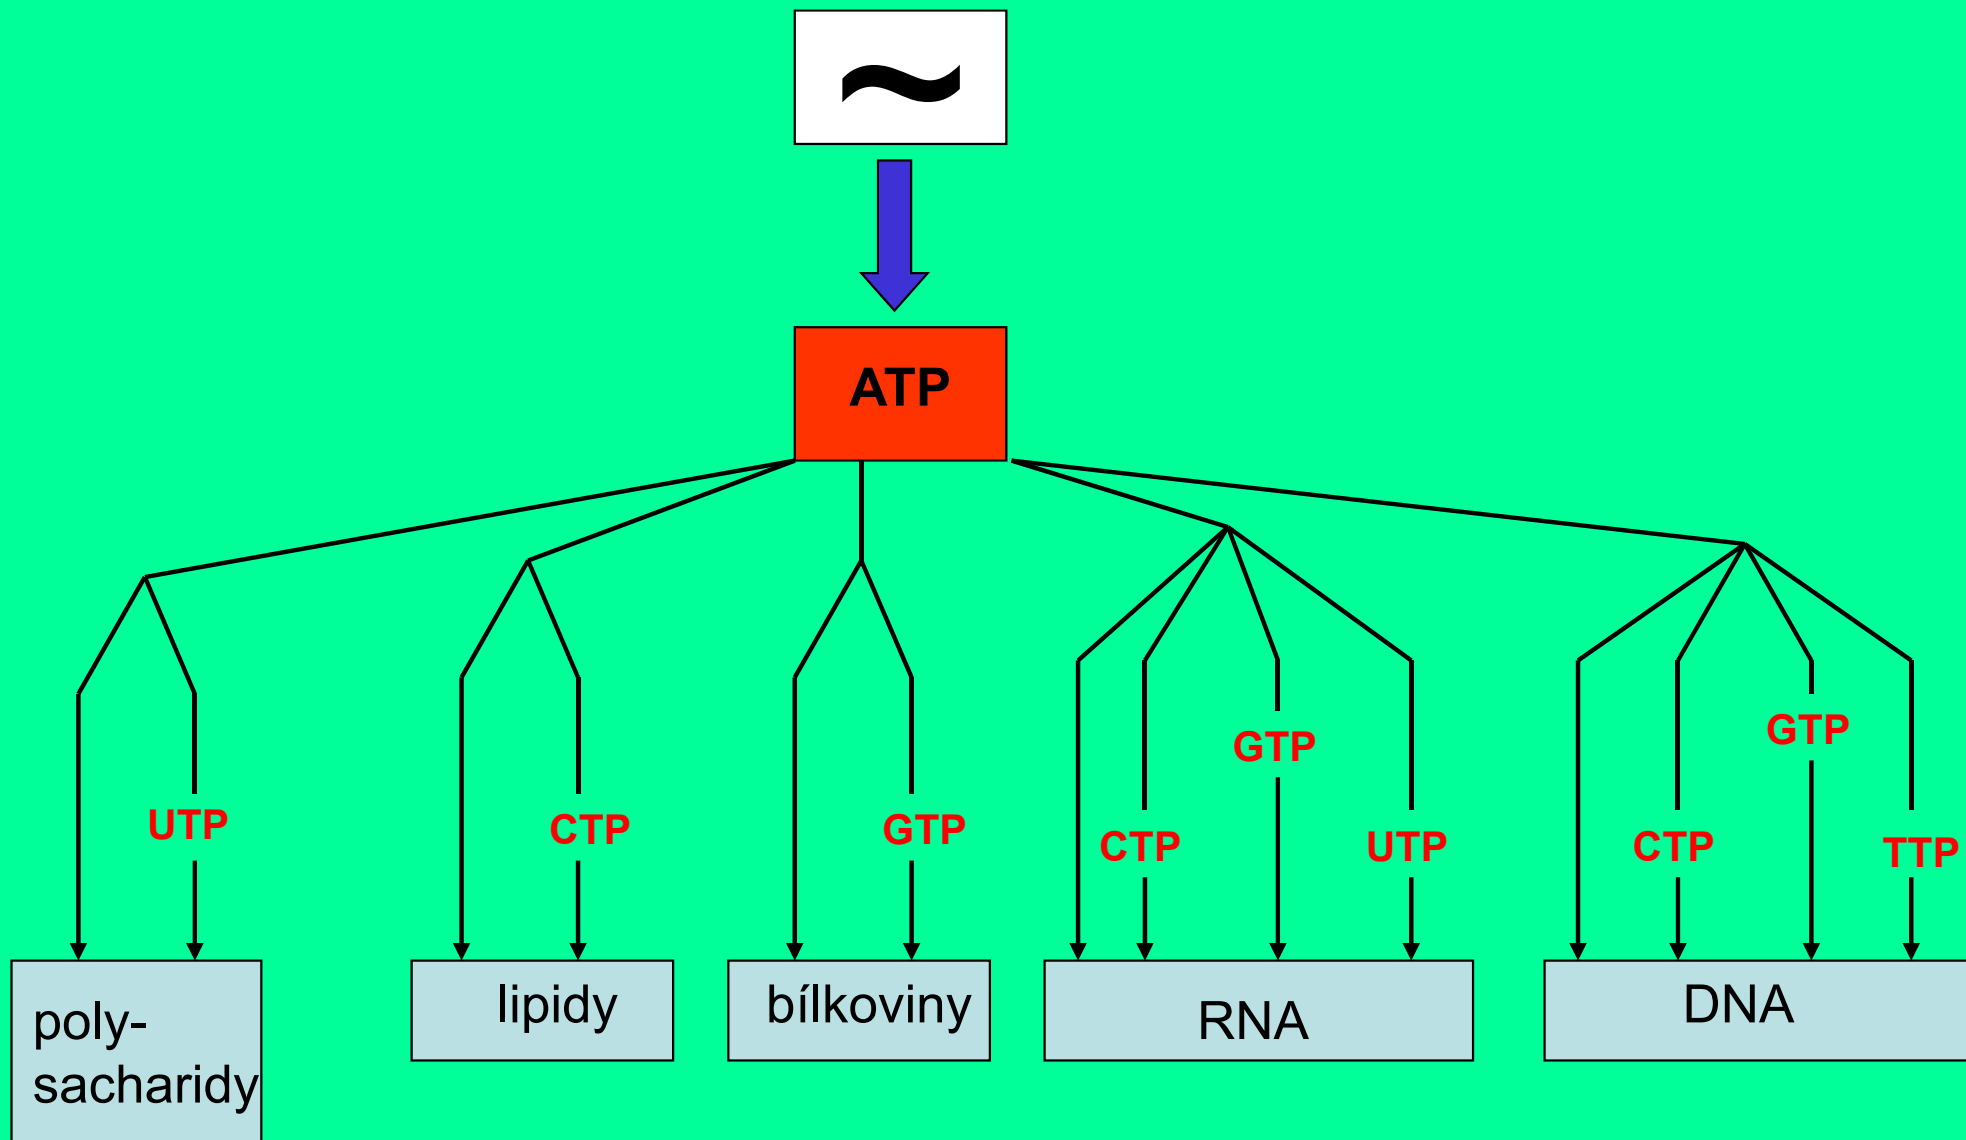 ~
ATP
GTP
GTP
UTP
CTP
GTP
CTP
UTP
CTP
TTP
poly-
sacharidy
lipidy
bílkoviny
RNA
DNA